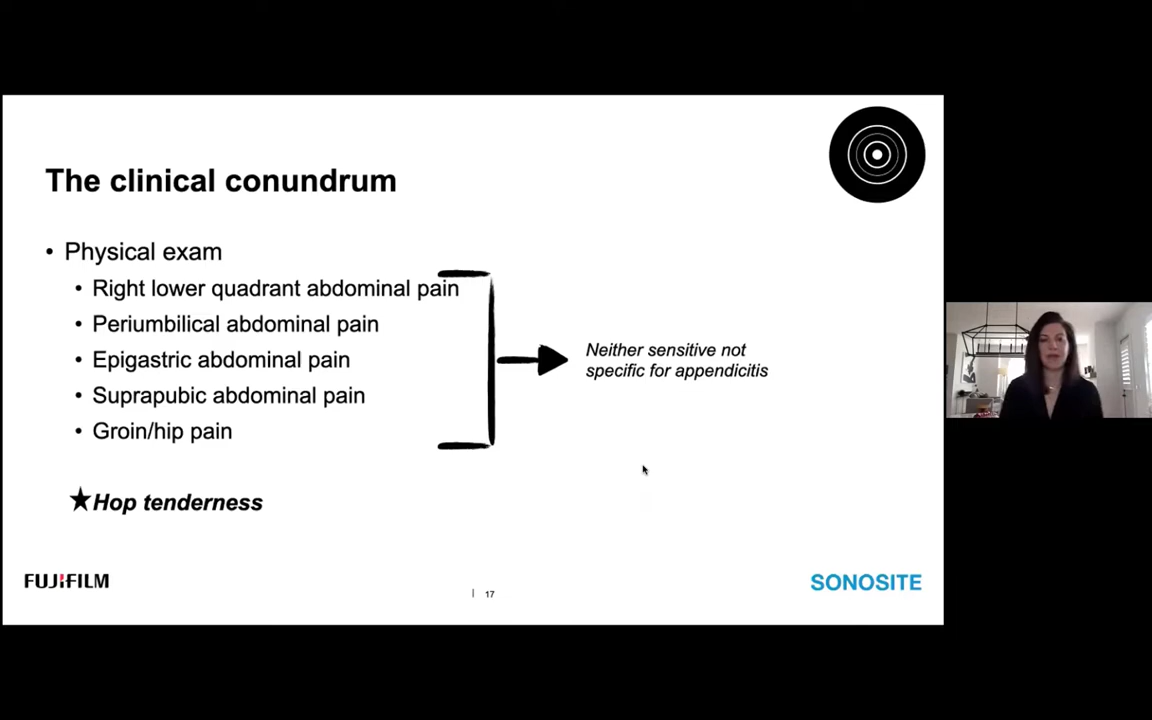 The clinical conundrum
• Physical exam
• Right lower quadrant abdominal pain
• Periumbilical abdominal pain
• Epigastric abdominal pain
• Suprapubic abdominal pain
• Groin/hip pain
Neither sensitive not
specific for appendicitis
★Hop tenderness
FUJIFILM
| 17
SONOSITE